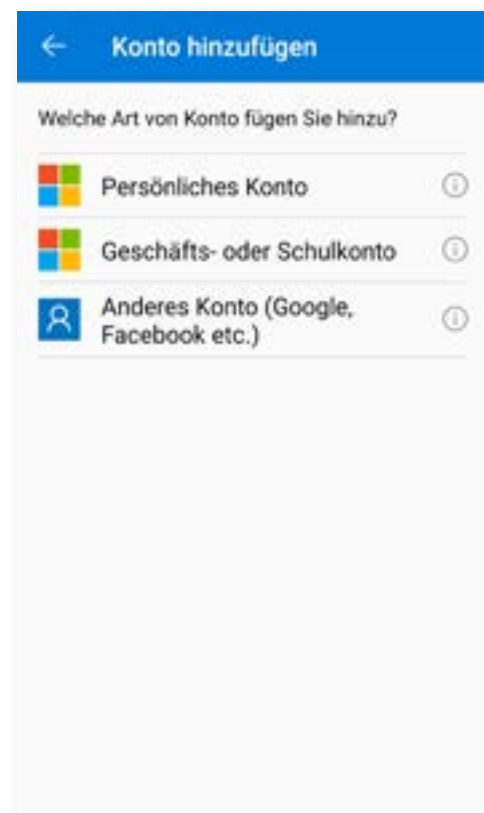 Konto hinzufügen
Welche Art von Konto fügen Sie hinzu?
Persönliches Konto
Geschäfts- oder Schulkonto
Anderes Konto (Google,
Facebook etc.)